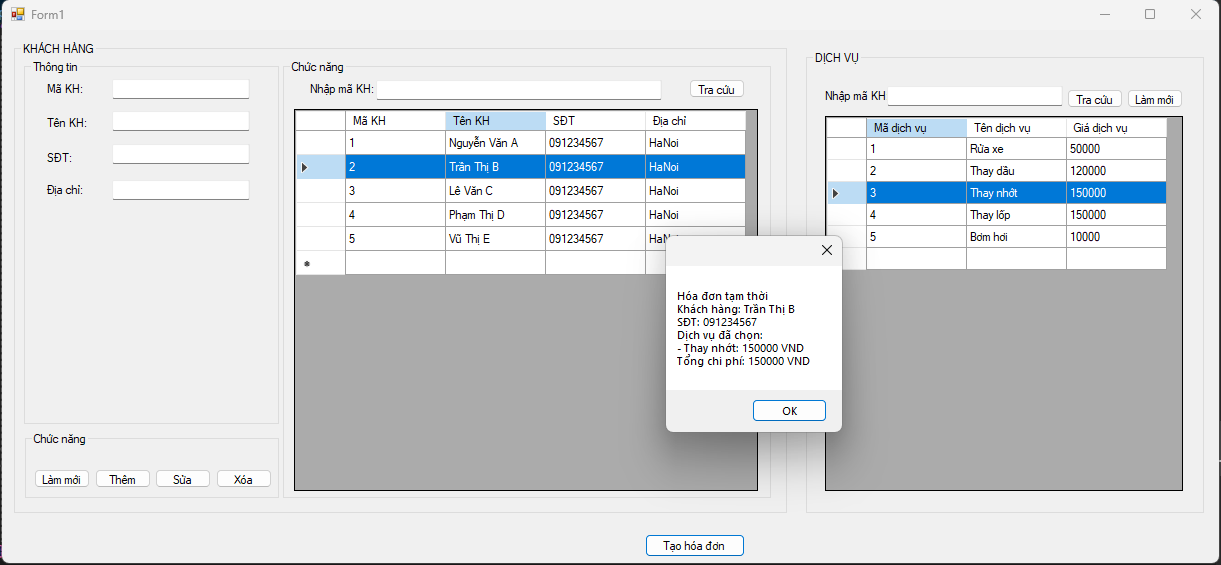 Form1
KHÁCH HÀNG
Thông tin
Mã KH:
Tên KH:
SĐT:
Địa chỉ:
Chức năng
Làm mới Thêm Sửa Xóa
Chức năng
Nhập mã KH: Tra cứu
Mã KH Tên KH SĐT Địa chỉ
1 Nguyễn Văn A 091234567 HaNoi
2 Trần Thị B 091234567 HaNoi
3 Lê Văn C 091234567 HaNoi
4 Phạm Thị D 091234567 HaNoi
5 Vũ Thị E 091234567
DỊCH VỤ
Nhập mã KH Tra cứu Làm mới
Mã dịch vụ Tên dịch vụ Giá dịch vụ
1 Rửa xe 50000
2 Thay dầu 120000
3 Thay nhớt 150000
4 Thay lốp 150000
5 Bơm hơi 10000
Hóa đơn tạm thời
Khách hàng: Trần Thị B
SĐT: 091234567
Dịch vụ đã chọn:
- Thay nhớt: 150000 VND
Tổng chi phí: 150000 VND
OK
Tạo hóa đơn